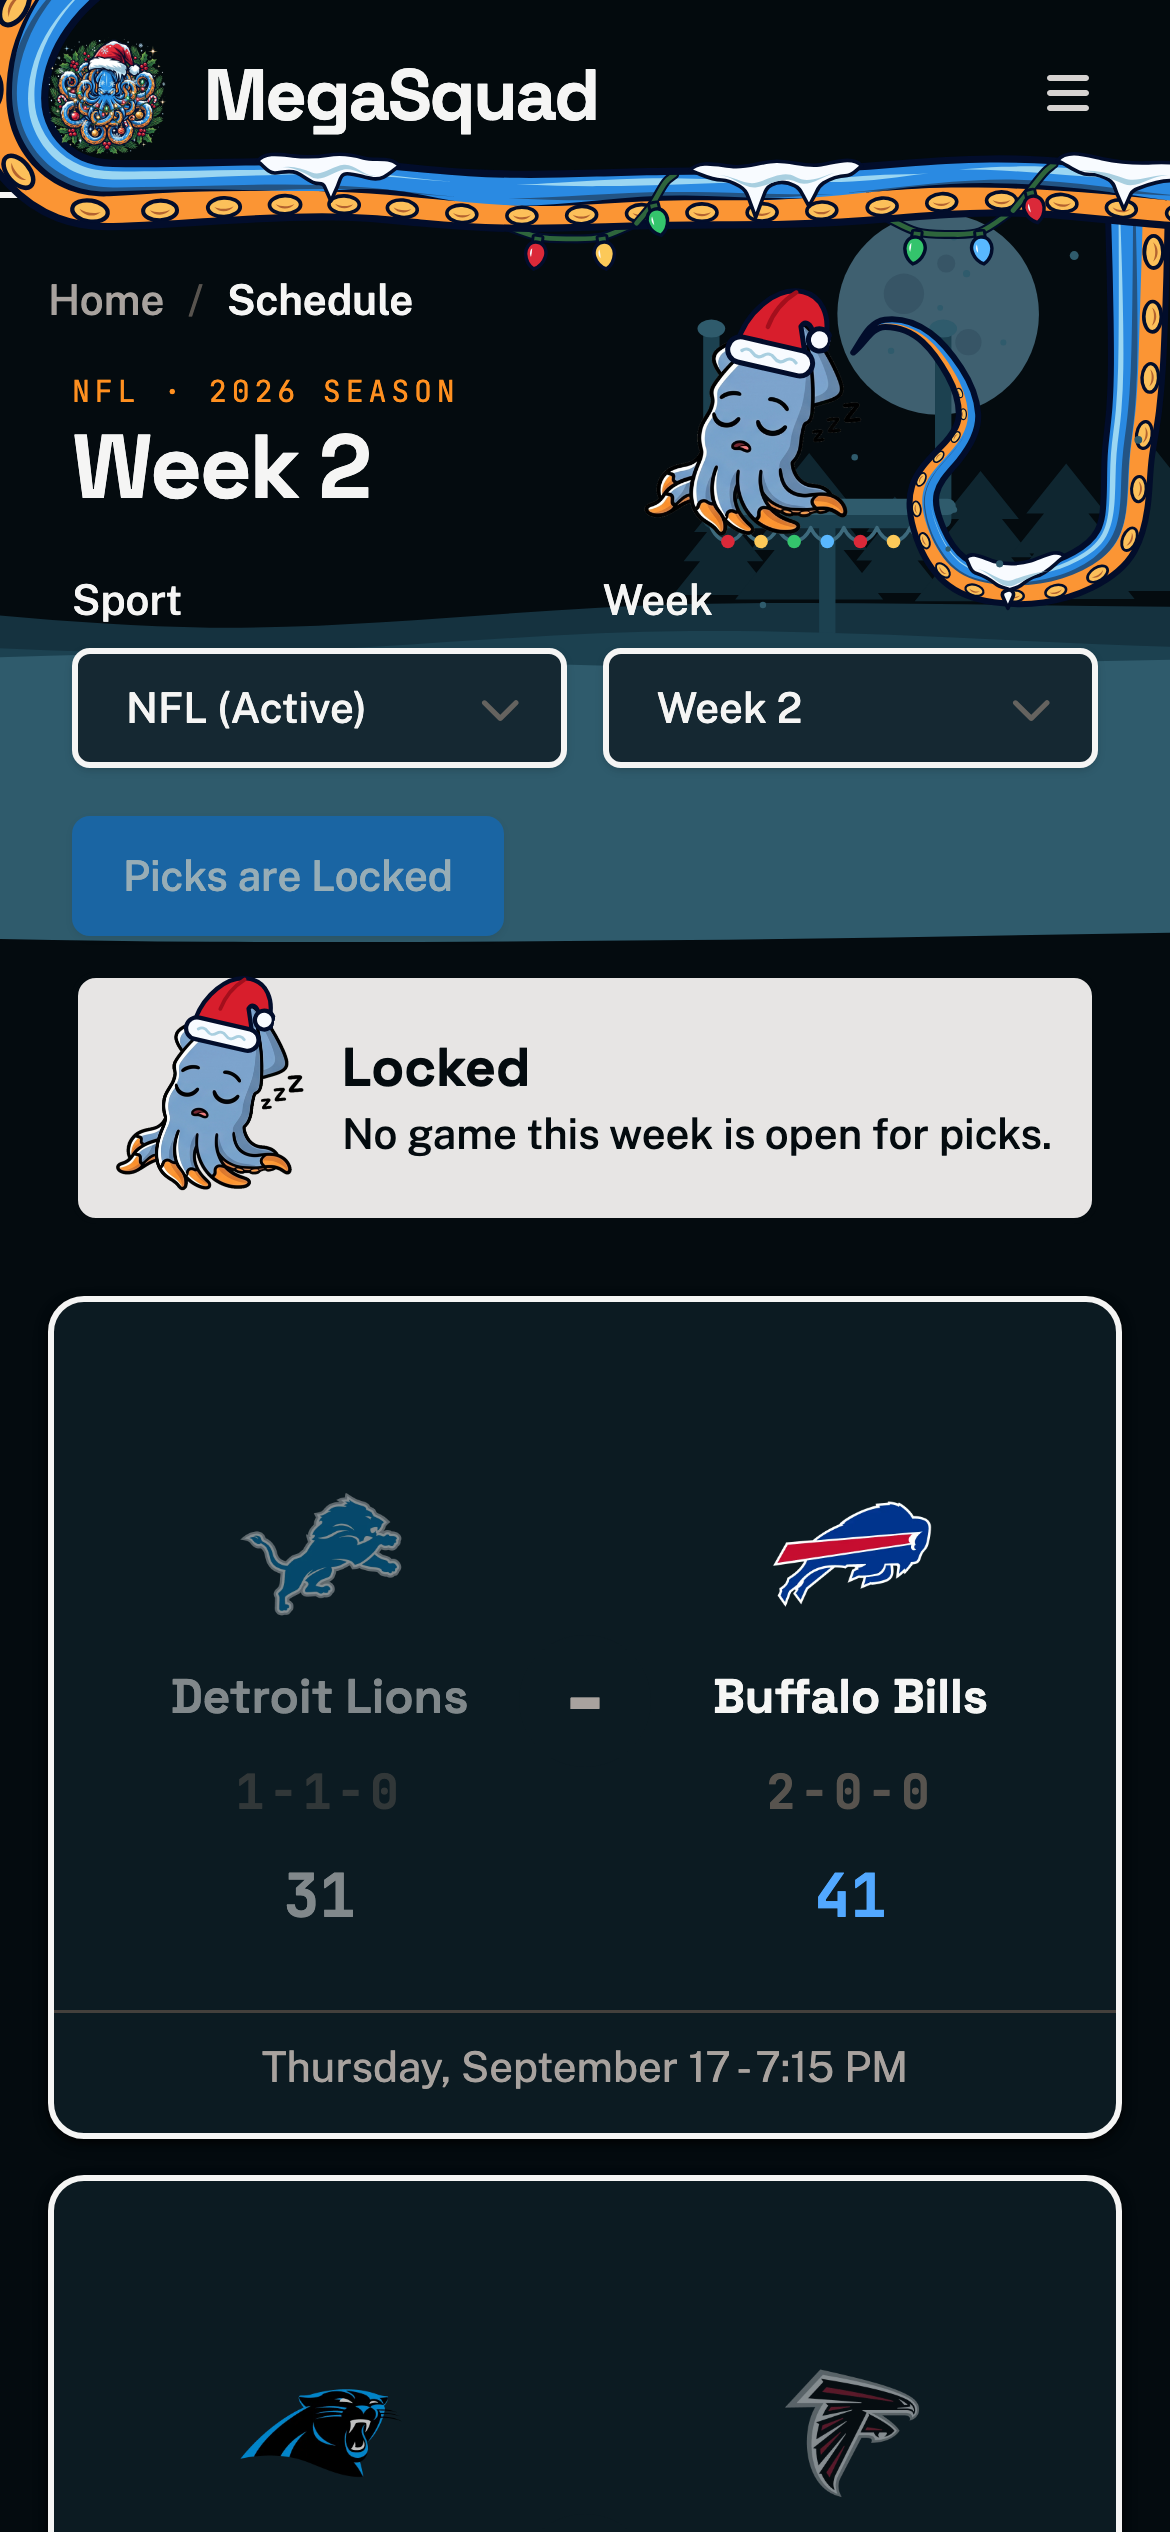 MegaSquad
Home / Schedule
NFL · 2026 SEASON
Week 2
zzz
Sport
Week
NFL (Active)
Week 2
Picks are Locked
zzz
Locked
No game this week is open for picks.
Detroit Lions - Buffalo Bills
1-1-0
2-0-0
31
41
Thursday, September 17 - 7:15 PM